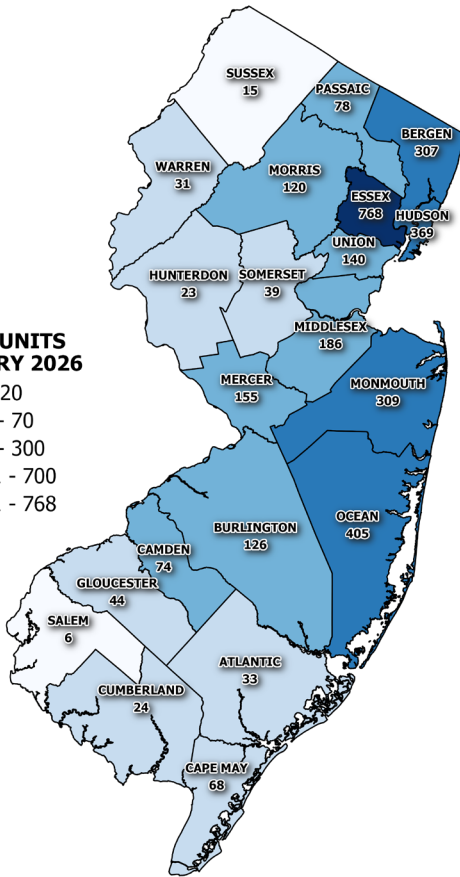 SUSSEX
15
PASSAIC
78
BERGEN
307
WARREN
31
MORRIS
120
ESSEX
768
HUDSON
369
UNION
140
HUNTERDON
23
SOMERSET
39
MIDDLESEX
186
UNITS
RY 2026
20
- 70
- 300
- 700
- 768
MERCER
155
MONMOUTH
309
OCEAN
405
BURLINGTON
126
CAMDEN
74
GLOUCESTER
44
SALEM
6
ATLANTIC
33
CUMBERLAND
24
CAPE MAY
68